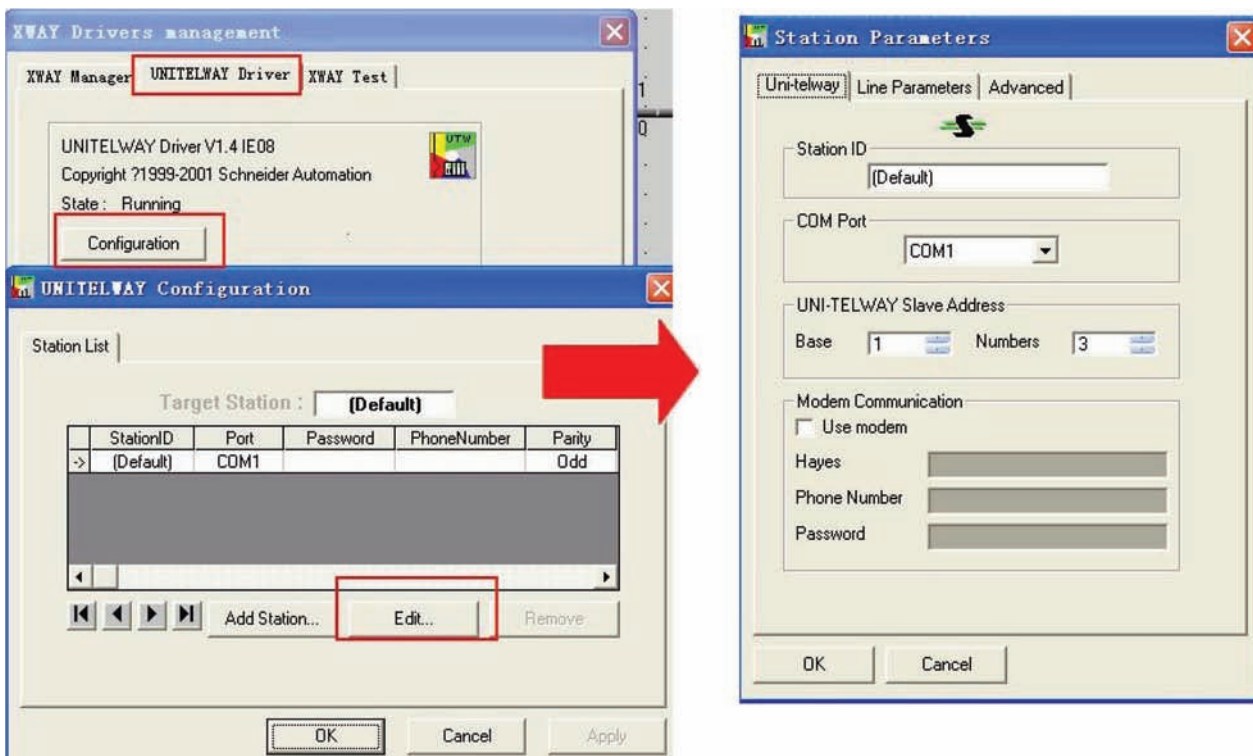 XWAY Drivers management
XWAY Manager UNITELWAY Driver XWAY Test
UNITELWAY Driver V1.4 IE08
Copyright ?1999-2001 Schneider Automation
State : Running
Configuration
UTW
1
0
UNITELWAY Configuration
Station List
Target Station : (Default)
StationID Port Password PhoneNumber Parity
-> (Default) COM1 Odd
Add Station... Edit... Remove
OK Cancel Apply
Station Parameters
Uni-telway Line Parameters Advanced
Station ID
(Default)
COM Port
COM1
UNI-TELWAY Slave Address
Base 1 Numbers 3
Modem Communication
Use modem
Hayes
Phone Number
Password
OK Cancel